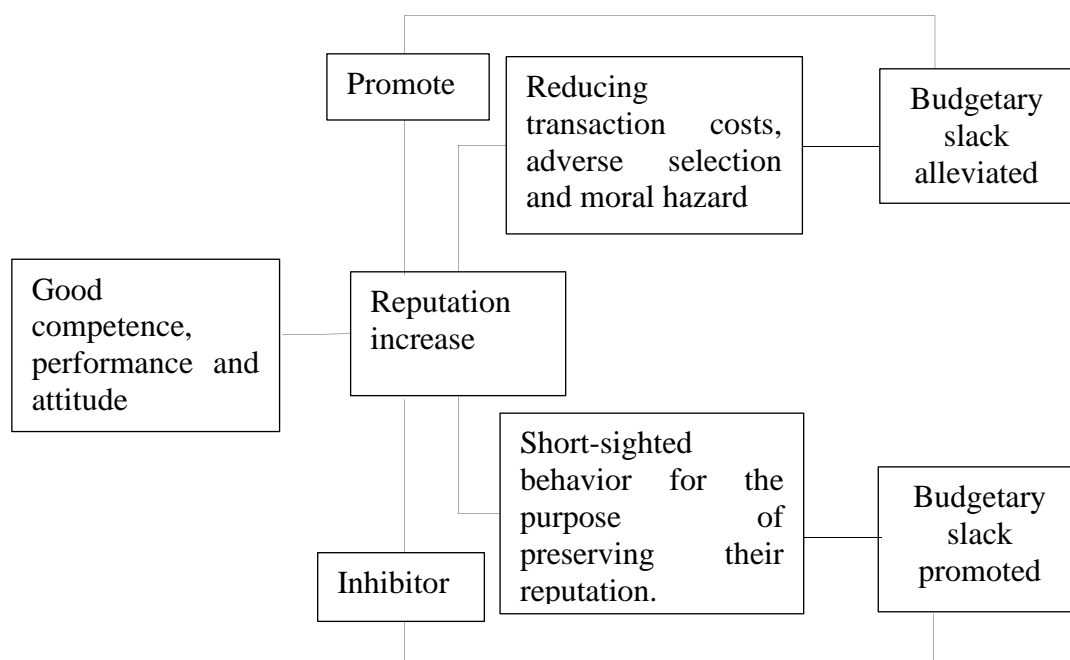 Promote
Reducing
transaction costs,
adverse selection
and moral hazard
Budgetary
slack
alleviated
Good
competence,
performance and
attitude
Reputation
increase
Short-sighted
behavior for the
purpose of
preserving their
reputation.
Budgetary
slack
promoted
Inhibitor